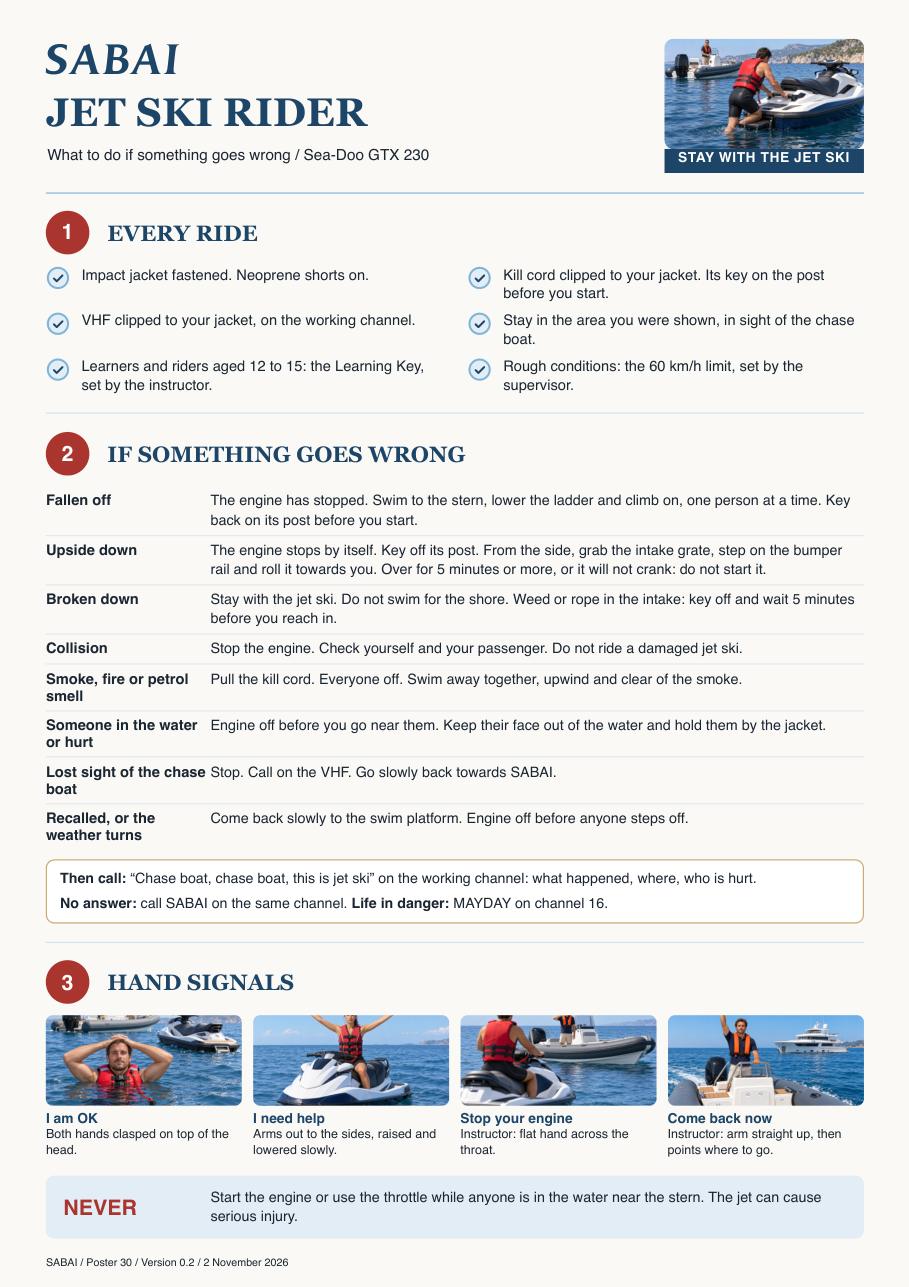 SABAI
JET SKI RIDER
What to do if something goes wrong / Sea-Doo GTX 230
STAY WITH THE JET SKI
1
EVERY RIDE
Impact jacket fastened. Neoprene shorts on.
Kill cord clipped to your jacket. Its key on the post
before you start.
VHF clipped to your jacket, on the working channel.
Stay in the area you were shown, in sight of the chase
boat.
Learners and riders aged 12 to 15: the Learning Key,
set by the instructor.
Rough conditions: the 60 km/h limit, set by the
supervisor.
2
IF SOMETHING GOES WRONG
Fallen off
The engine has stopped. Swim to the stern, lower the ladder and climb on, one person at a time. Key
back on its post before you start.
Upside down
The engine stops by itself. Key off its post. From the side, grab the intake grate, step on the bumper
rail and roll it towards you. Over for 5 minutes or more, or it will not crank: do not start it.
Broken down
Stay with the jet ski. Do not swim for the shore. Weed or rope in the intake: key off and wait 5 minutes
before you reach in.
Collision
Stop the engine. Check yourself and your passenger. Do not ride a damaged jet ski.
Smoke, fire or petrol
smell
Pull the kill cord. Everyone off. Swim away together, upwind and clear of the smoke.
Someone in the water
or hurt
Engine off before you go near them. Keep their face out of the water and hold them by the jacket.
Lost sight of the chase
boat
Stop. Call on the VHF. Go slowly back towards SABAI.
Recalled, or the
weather turns
Come back slowly to the swim platform. Engine off before anyone steps off.
Then call: “Chase boat, chase boat, this is jet ski” on the working channel: what happened, where, who is hurt.
No answer: call SABAI on the same channel. Life in danger: MAYDAY on channel 16.
3
HAND SIGNALS
I am OK
Both hands clasped on top of the
head.
I need help
Arms out to the sides, raised and
lowered slowly.
Stop your engine
Instructor: flat hand across the
throat.
Come back now
Instructor: arm straight up, then
points where to go.
NEVER
Start the engine or use the throttle while anyone is in the water near the stern. The jet can cause
serious injury.
SABAI / Poster 30 / Version 0.2 / 2 November 2026